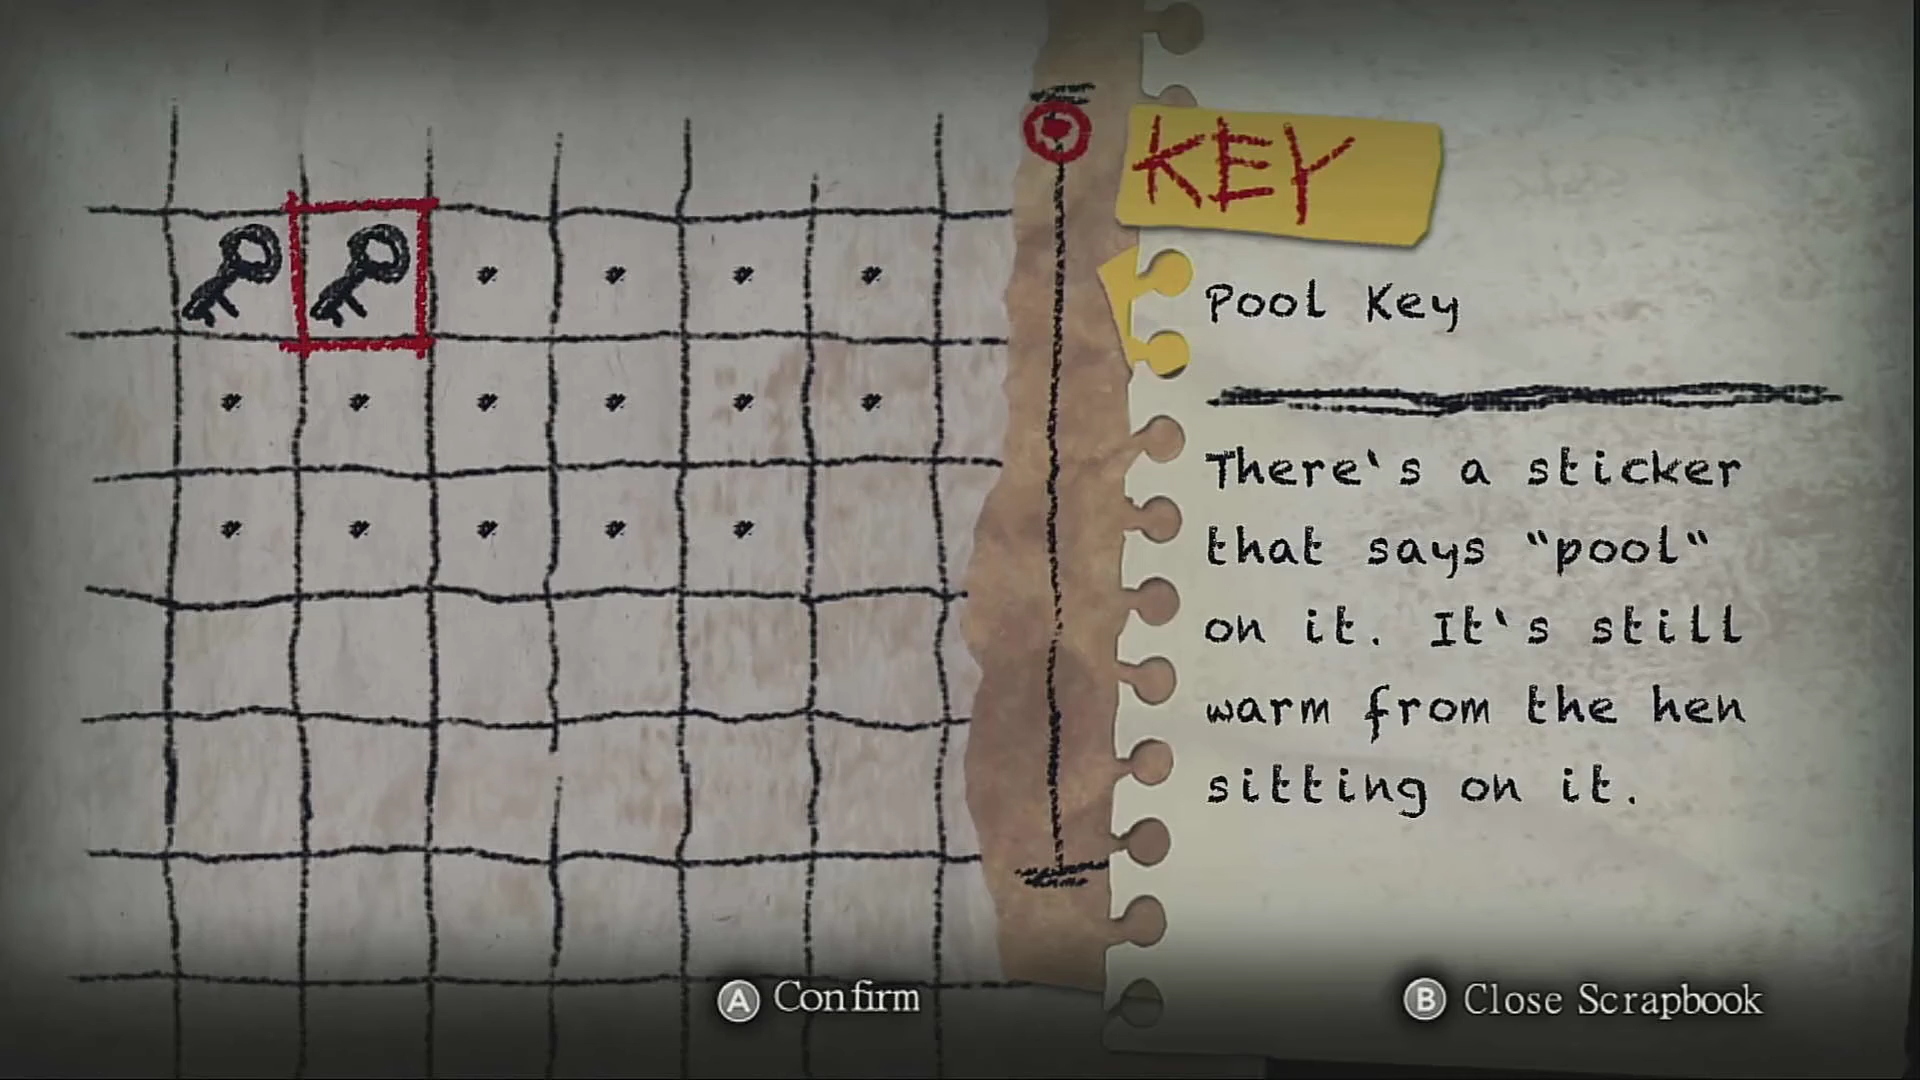 KEY
Pool Key
There's a sticker
that says "pool"
on it. It's still
warm from the hen
sitting on it.
A Confirm
B Close Scrapbook